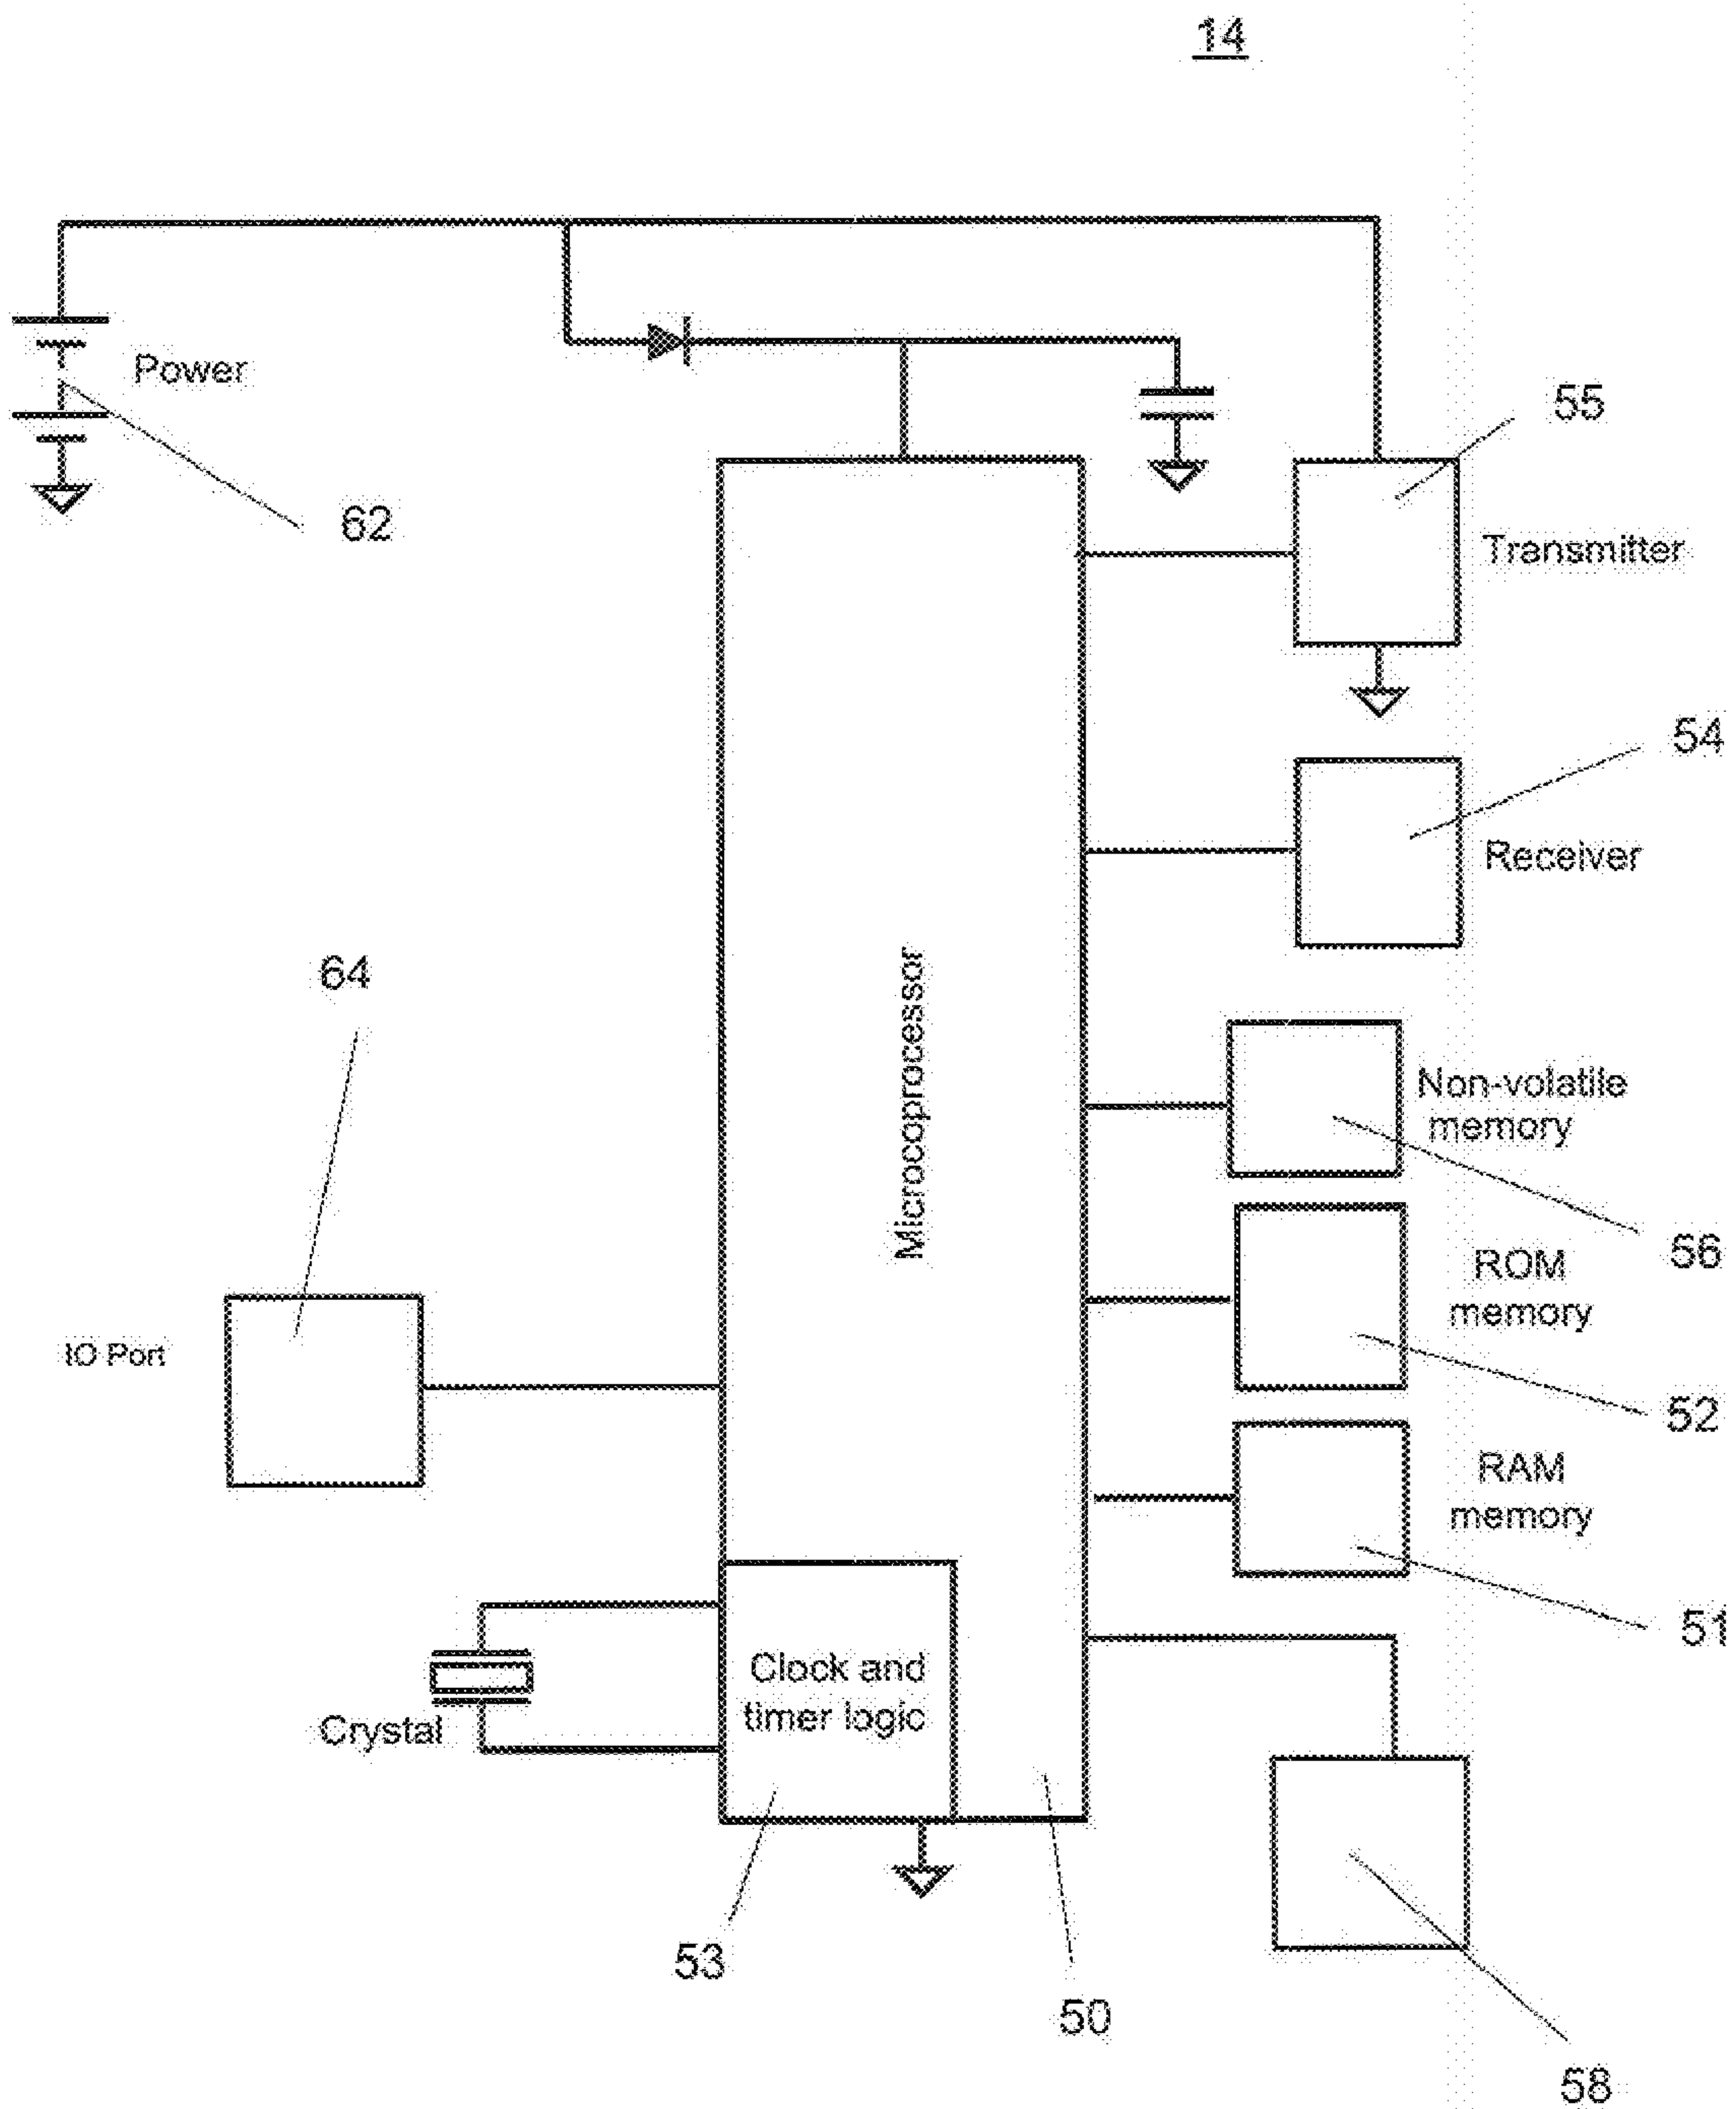 14
Power
55
62
Transmitter
54
Receiver
64
Microcoprocessor
Non-volatile
memory
56
ROM
memory
IO Port
52
RAM
memory
51
Clock and
timer logic
Crystal
53
50
58